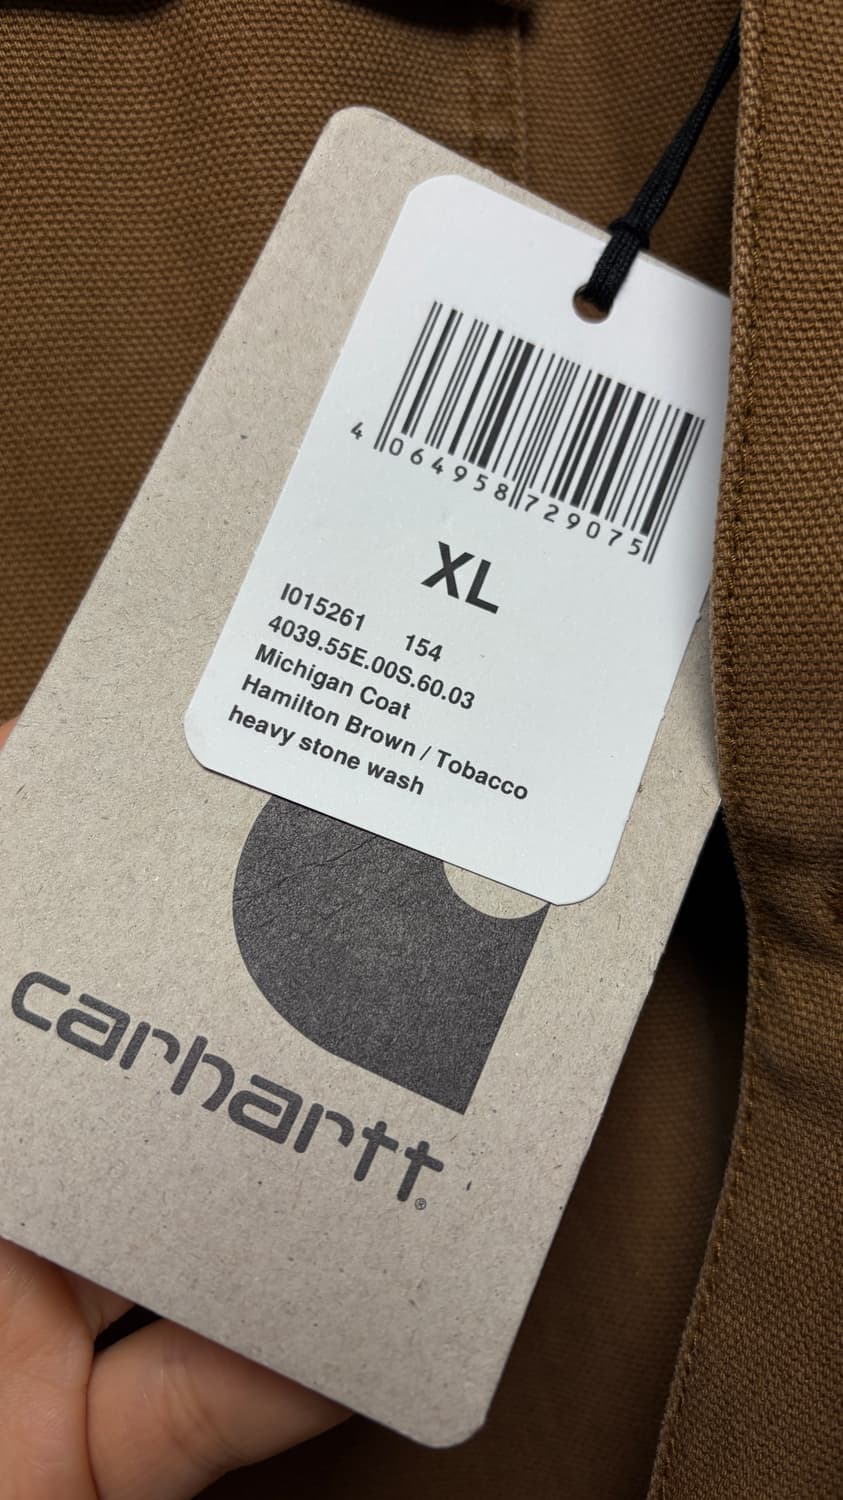 4 064958 729075
XL
I015261 154
4039.55E.00S.60.03
Michigan Coat
Hamilton Brown / Tobacco
heavy stone wash
carhartt®